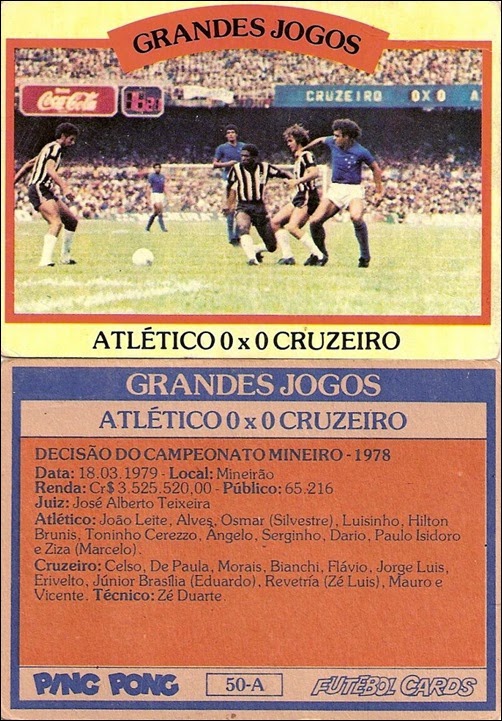 GRANDES JOGOS
Coca-Cola
CRUZEIRO 0X0 A
ATLÉTICO 0 x 0 CRUZEIRO
GRANDES JOGOS
ATLÉTICO 0 x 0 CRUZEIRO
DECISÃO DO CAMPEONATO MINEIRO - 1978
Data: 18.03.1979 - Local: Mineirão
Renda: Cr$ 3.525.520,00 - Público: 65.216
Juiz: José Alberto Teixeira
Atlético: João Leite, Alves, Osmar (Silvestre), Luisinho, Hilton
Brunis, Toninho Cerezzo, Angelo, Serginho, Dario, Paulo Isidoro
e Ziza (Marcelo).
Cruzeiro: Celso, De Paula, Morais, Bianchi, Flávio, Jorge Luis,
Erivelto, Júnior Brasília (Eduardo), Revetria (Zé Luis), Mauro e
Vicente. Técnico: Zé Duarte.
PING PONG
50-A
FUTEBOL CARDS